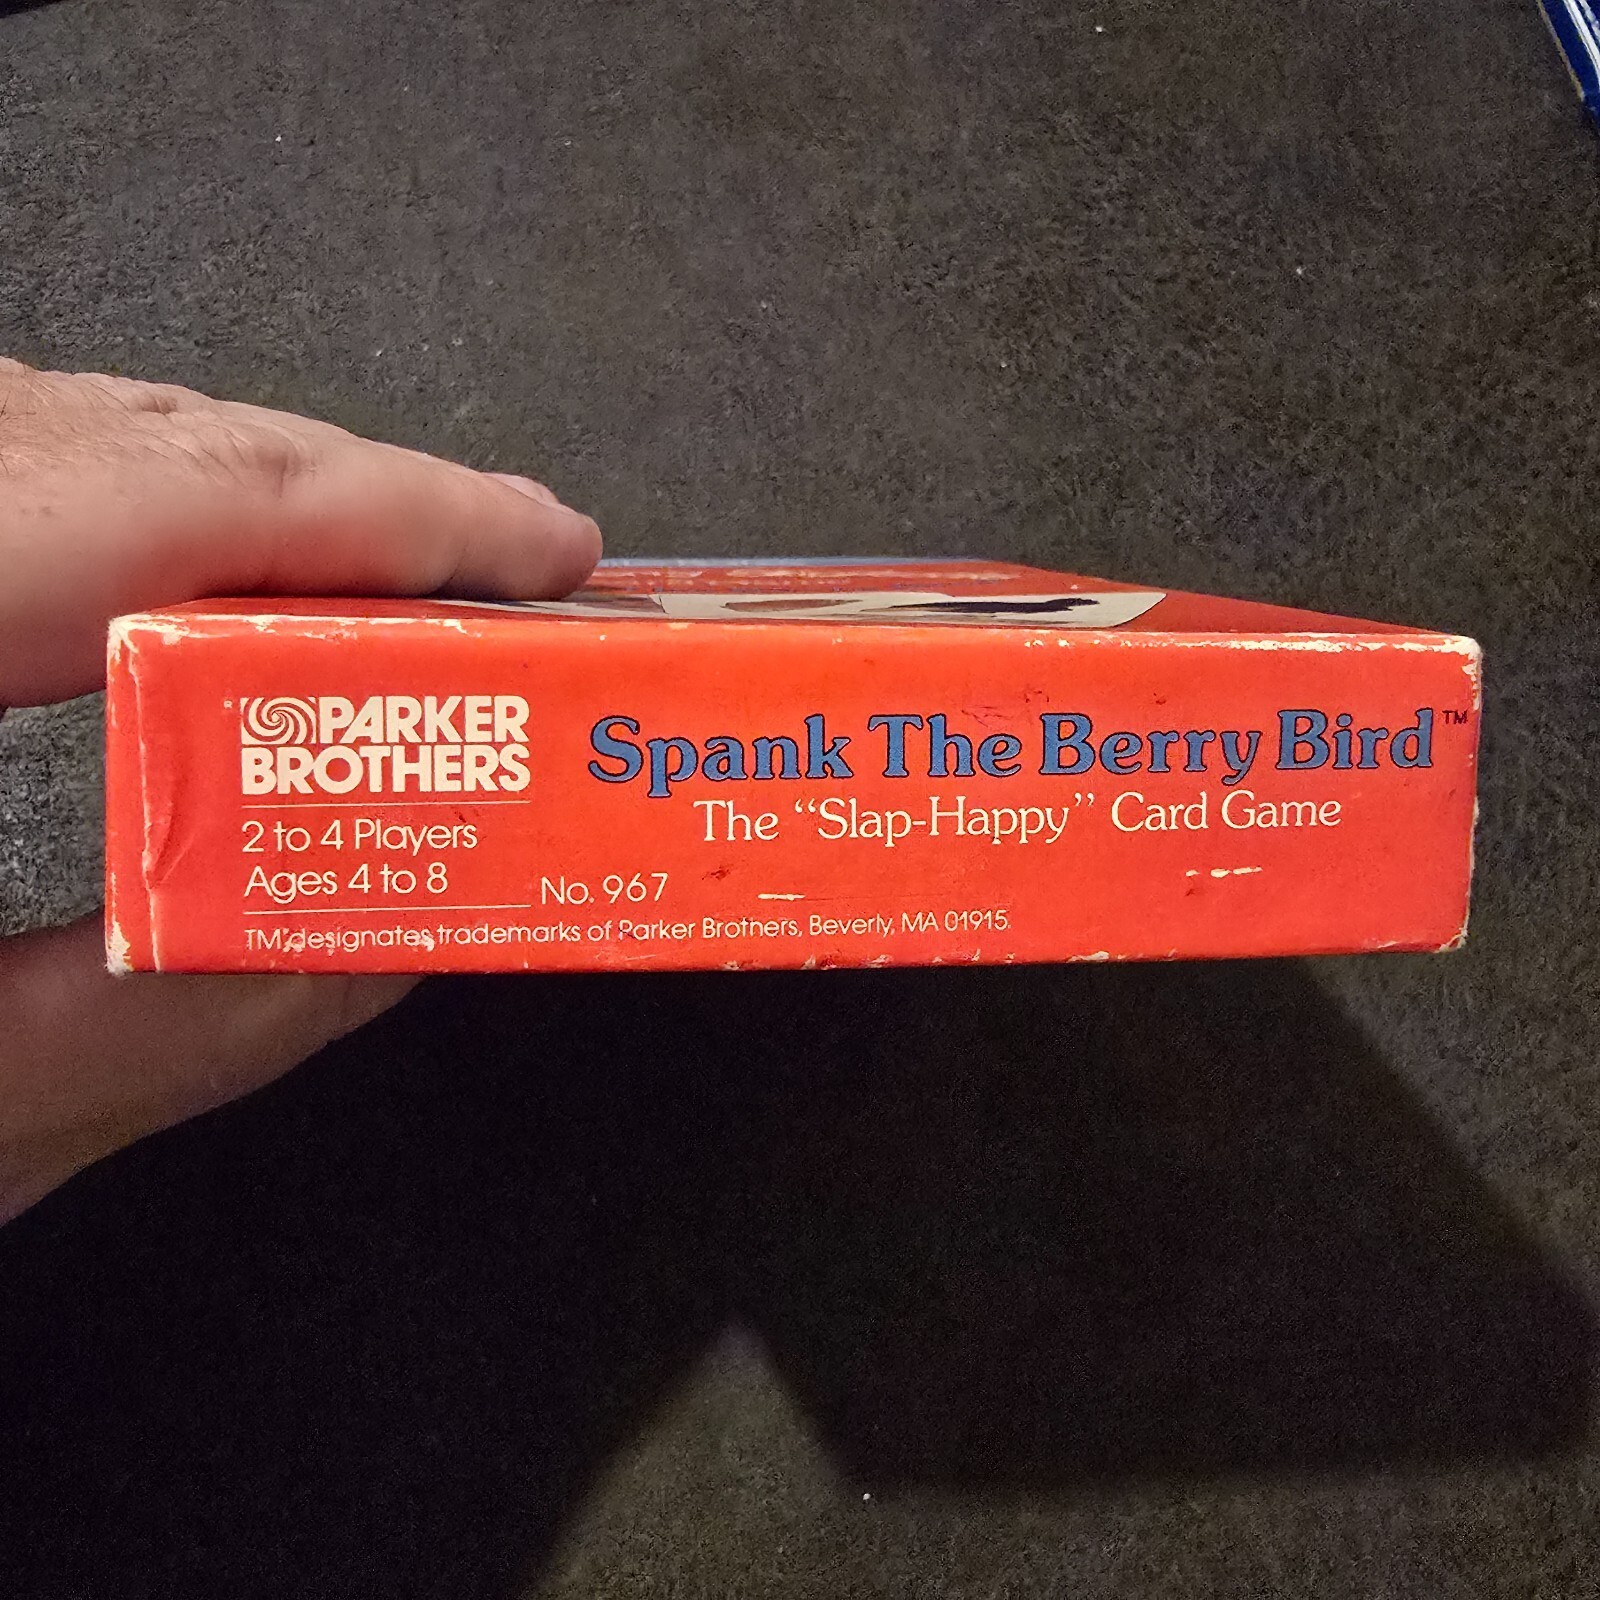 ® PARKER
BROTHERS
2 to 4 Players
Ages 4 to 8
No. 967
TM designates trademarks of Parker Brothers, Beverly, MA 01915.
Spank The Berry Bird™
The “Slap-Happy” Card Game